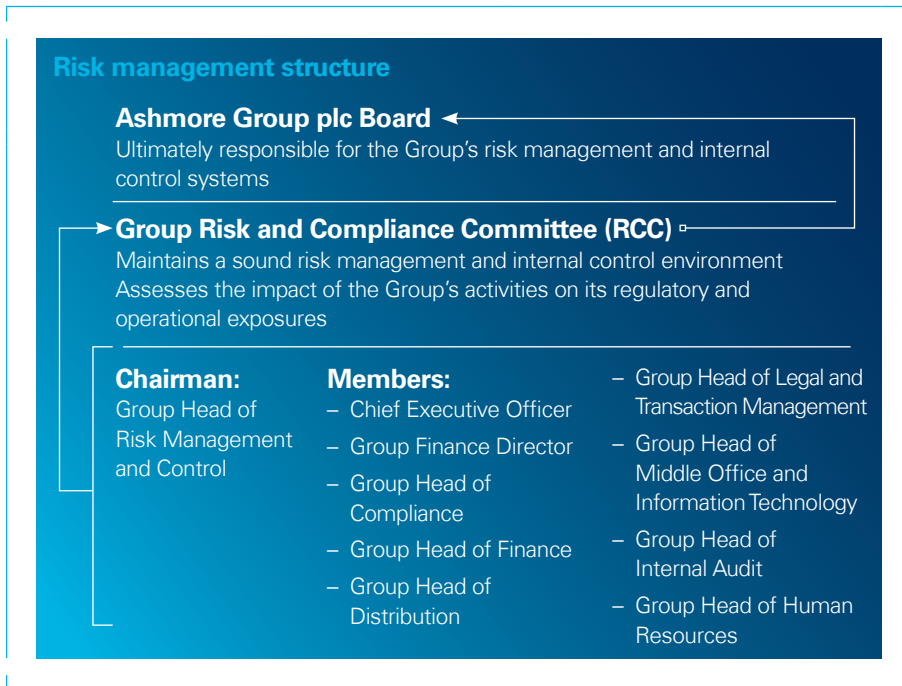 Risk management structure
Ashmore Group plc Board
Ultimately responsible for the Group’s risk management and internal
control systems
Group Risk and Compliance Committee (RCC)
Maintains a sound risk management and internal control environment
Assesses the impact of the Group’s activities on its regulatory and
operational exposures
Chairman:
Group Head of
Risk Management
and Control
Members:
– Chief Executive Officer
– Group Finance Director
– Group Head of
Compliance
– Group Head of Finance
– Group Head of
Distribution
– Group Head of Legal and
Transaction Management
– Group Head of
Middle Office and
Information Technology
– Group Head of
Internal Audit
– Group Head of Human
Resources